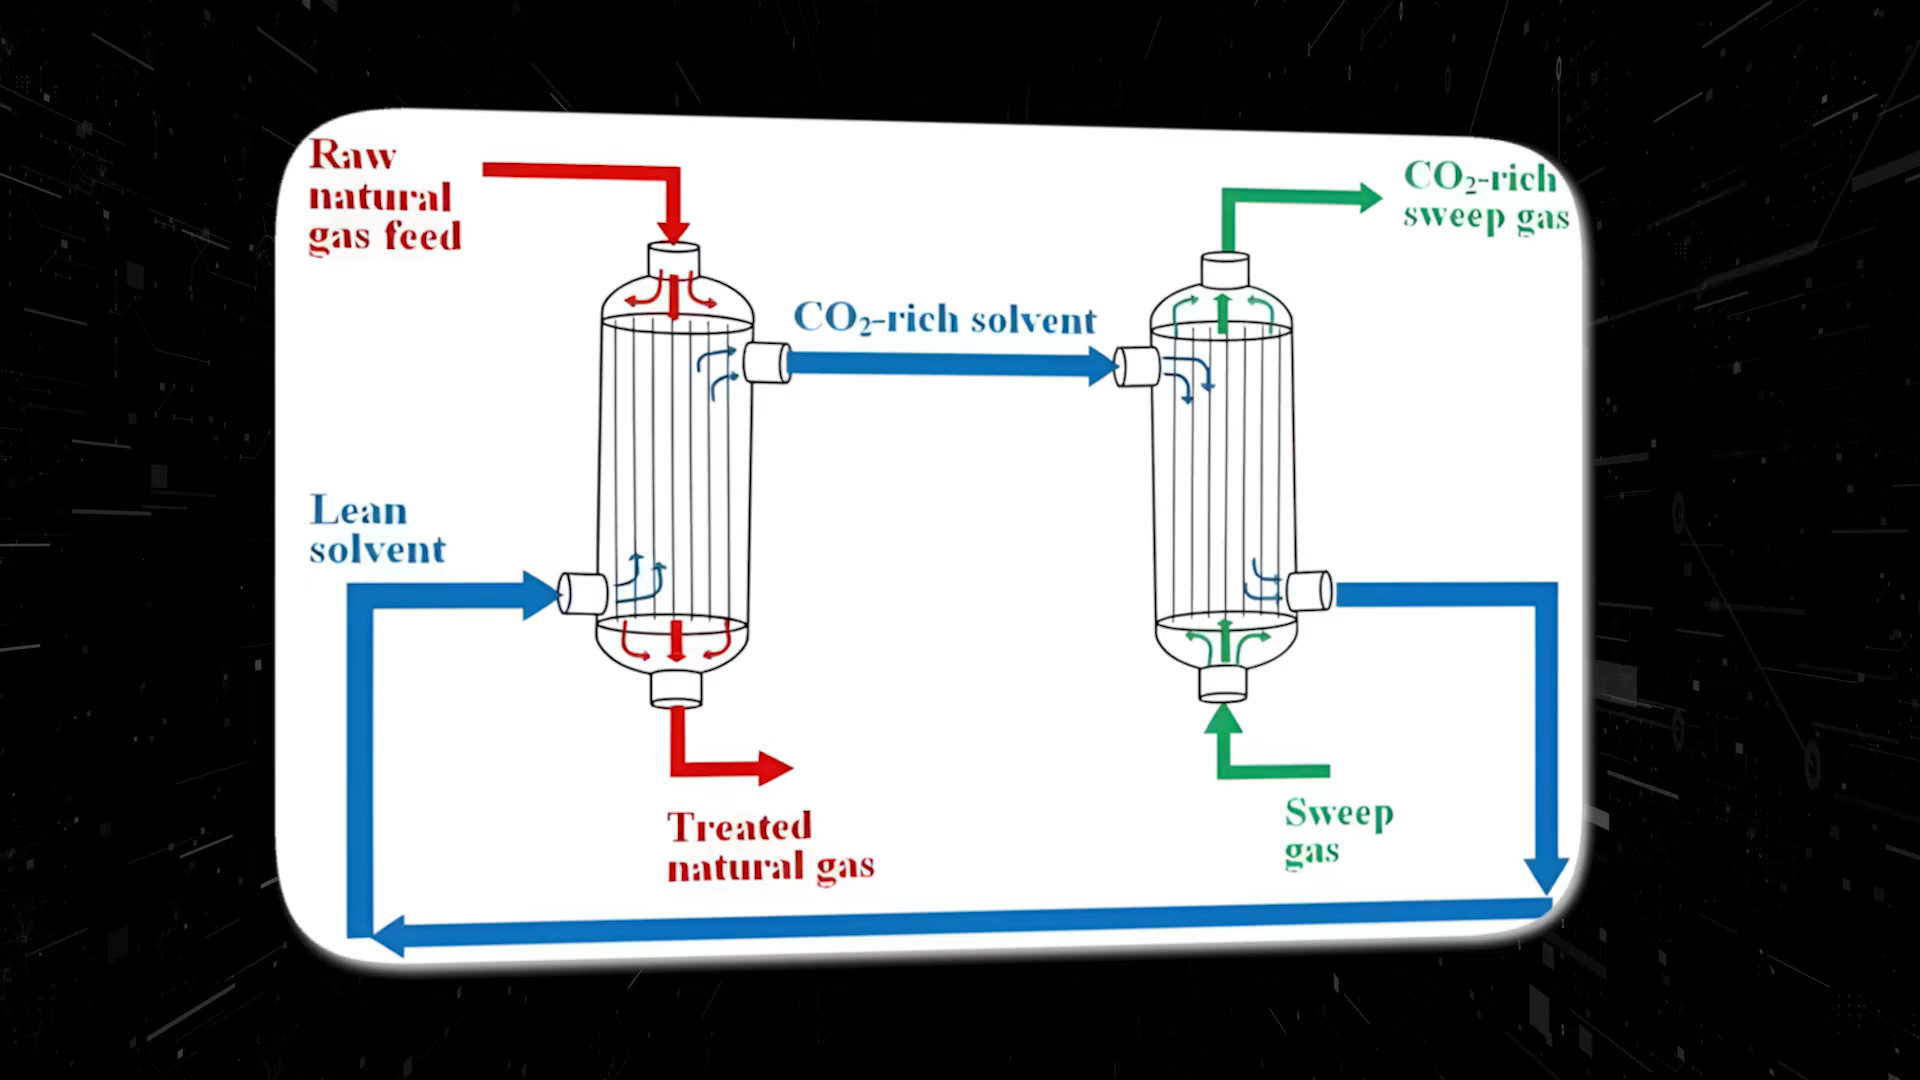 Raw
natural
gas feed
CO₂-rich
sweep gas
CO₂-rich solvent
Lean
solvent
Treated
natural gas
Sweep
gas